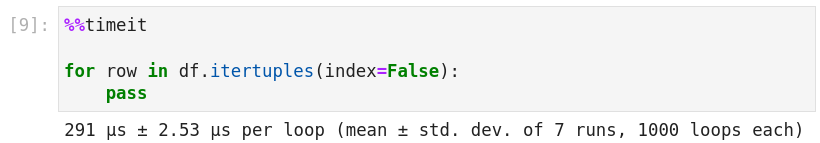 [9]: %%timeit
for row in df.itertuples(index=False):
    pass
291 µs ± 2.53 µs per loop (mean ± std. dev. of 7 runs, 1000 loops each)